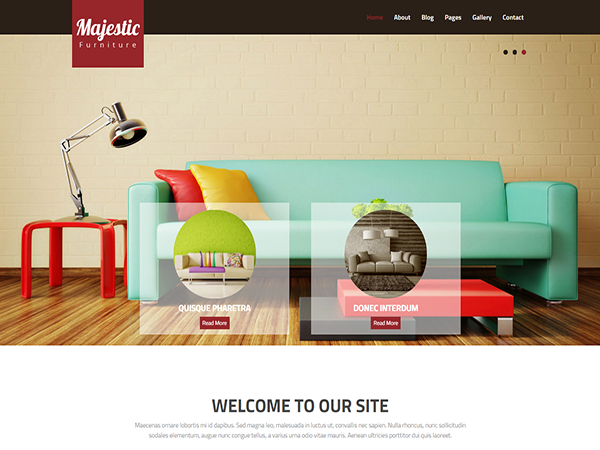 Majestic
Furniture
Home About Blog Pages Gallery Contact
QUISQUE PHARETRA
Read More
DONEC INTERDUM
Read More
WELCOME TO OUR SITE
Maecenas ornare lobortis mi id dapibus. Sed magna leo, malesuada in luctus ut, convallis nec sapien. Nulla rhoncus, nunc sollicitudin
sodales elementum, augue nunc congue tellus, a varius urna odio vitae mauris. Aenean ultricies porttitor dui quis laoreet.